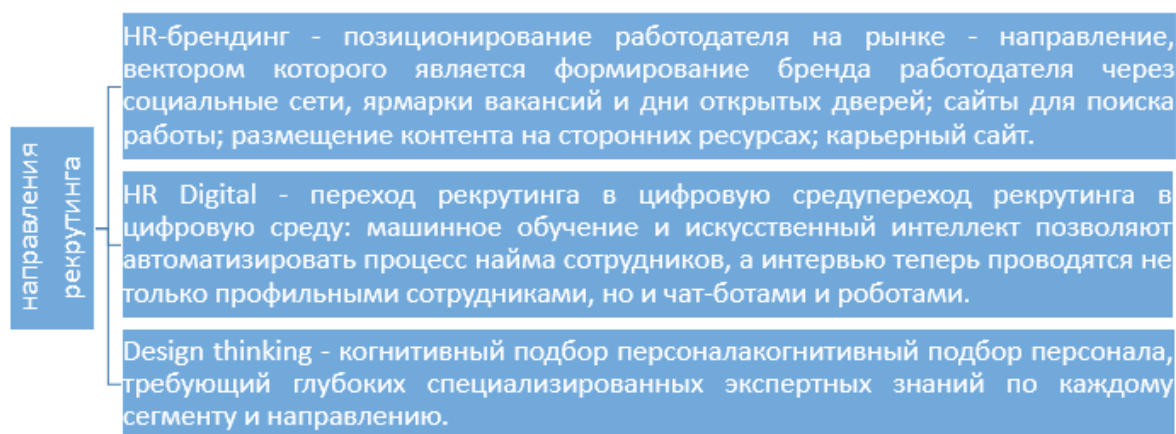 направления
рекрутинга
HR-брендинг - позиционирование работодателя на рынке - направление,
вектором которого является формирование бренда работодателя через
социальные сети, ярмарки вакансий и дни открытых дверей; сайты для поиска
работы; размещение контента на сторонних ресурсах; карьерный сайт.
HR Digital - переход рекрутинга в цифровую средупереход рекрутинга в
цифровую среду: машинное обучение и искусственный интеллект позволяют
автоматизировать процесс найма сотрудников, а интервью теперь проводятся не
только профильными сотрудниками, но и чат-ботами и роботами.
Design thinking - когнитивный подбор персоналакогнитивный подбор персонала,
требующий глубоких специализированных экспертных знаний по каждому
сегменту и направлению.